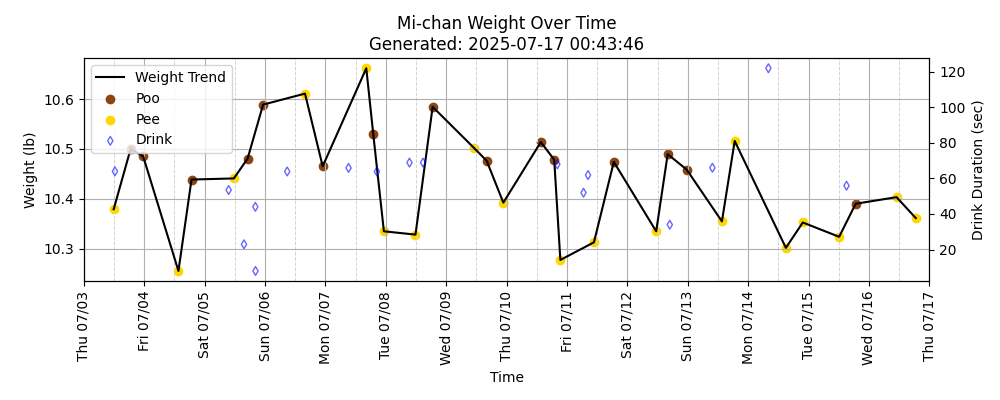 Mi-chan Weight Over Time
Generated: 2025-07-17 00:43:46
Weight Trend
Poo
Pee
Drink
Weight (lb)
10.6
10.5
10.4
10.3
Drink Duration (sec)
120
100
80
60
40
20
Thu 07/03
Fri 07/04
Sat 07/05
Sun 07/06
Mon 07/07
Tue 07/08
Wed 07/09
Thu 07/10
Fri 07/11
Sat 07/12
Sun 07/13
Mon 07/14
Tue 07/15
Wed 07/16
Thu 07/17
Time